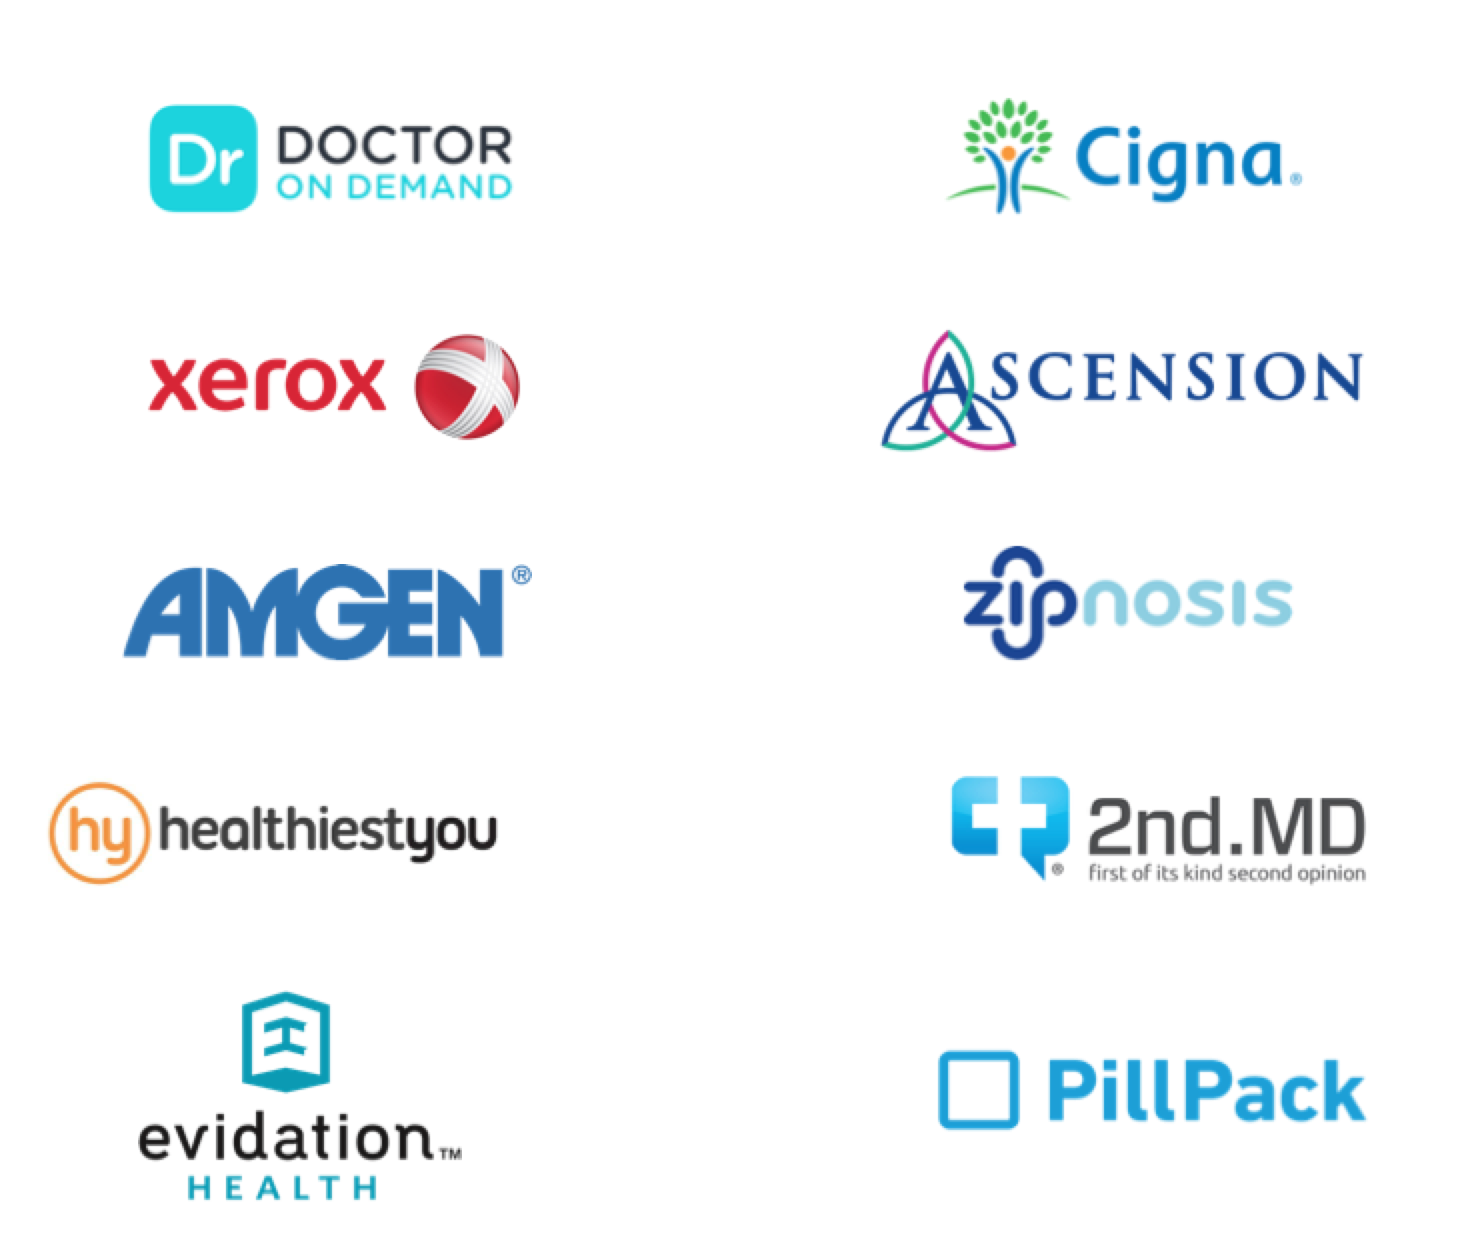 Dr DOCTOR
ON DEMAND
Cigna®
xerox
ASCENSION
AMGEN®
zipnosis
hy healthiestyou
® 2nd.MD
first of its kind second opinion
evidation™
HEALTH
PillPack